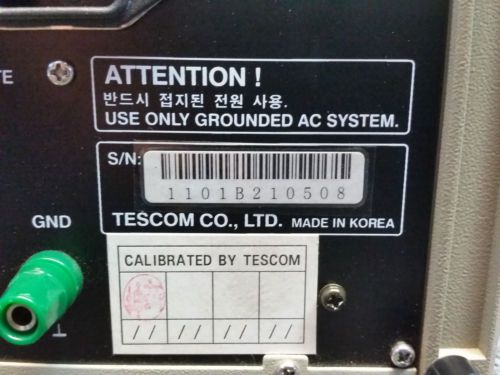 TE
ATTENTION !
반드시 접지된 전원 사용.
USE ONLY GROUNDED AC SYSTEM.
S/N:
1101B210508
TESCOM CO., LTD. MADE IN KOREA
GND
CALIBRATED BY TESCOM
/ / / / / / / /